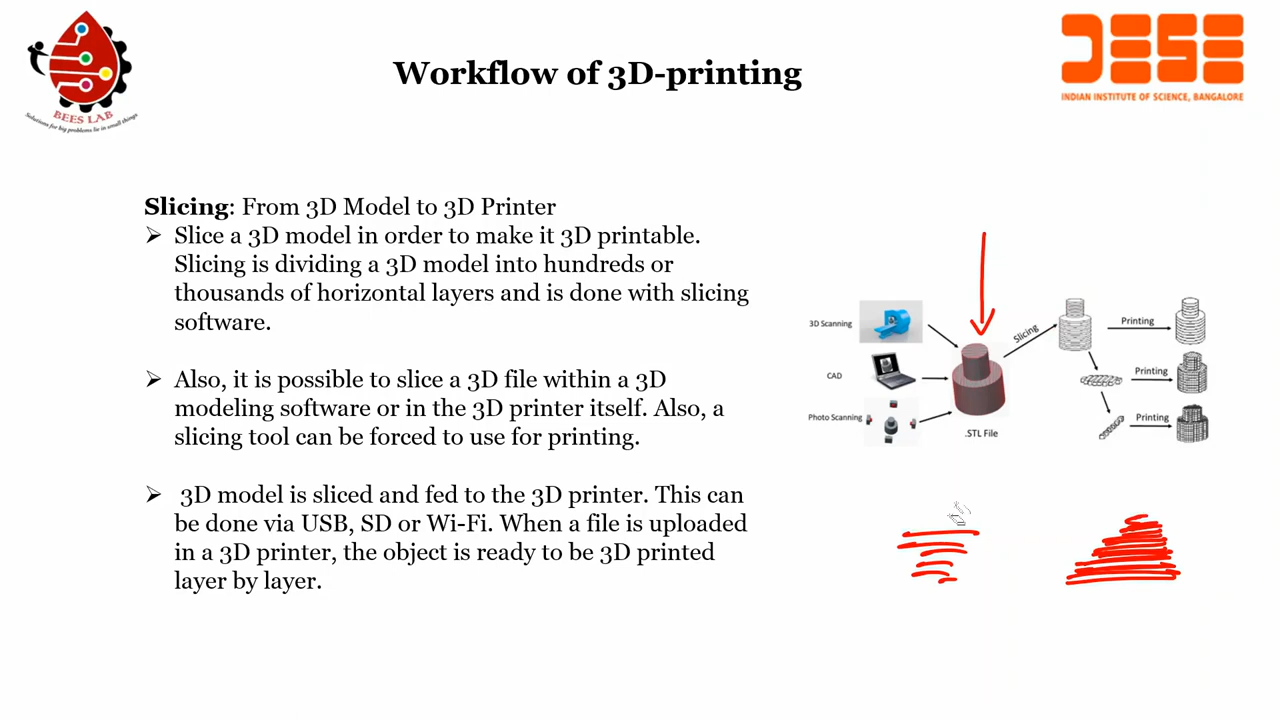 BEES LAB
Solutions for big problems lie in small things
Workflow of 3D-printing
DESE
INDIAN INSTITUTE OF SCIENCE, BANGALORE
Slicing: From 3D Model to 3D Printer
➢ Slice a 3D model in order to make it 3D printable.
Slicing is dividing a 3D model into hundreds or
thousands of horizontal layers and is done with slicing
software.
➢ Also, it is possible to slice a 3D file within a 3D
modeling software or in the 3D printer itself. Also, a
slicing tool can be forced to use for printing.
➢ 3D model is sliced and fed to the 3D printer. This can
be done via USB, SD or Wi-Fi. When a file is uploaded
in a 3D printer, the object is ready to be 3D printed
layer by layer.
3D Scanning
CAD
Photo Scanning
.STL File
Slicing
Printing
Printing
Printing